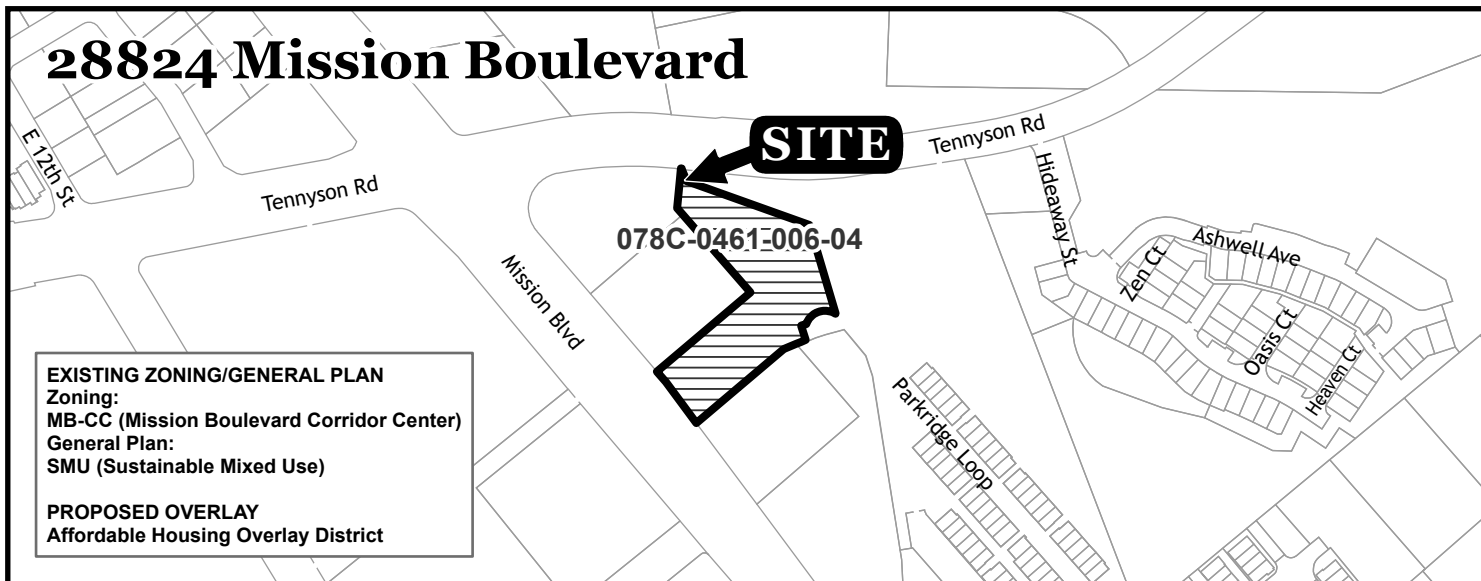 28824 Mission Boulevard
SITE
Tennyson Rd
E 12th St
Tennyson Rd
Hideaway St
078C-0461-006-04
Ashwell Ave
Zen Ct
Mission Blvd
Oasis Ct
Heaven Ct
Parkridge Loop
EXISTING ZONING/GENERAL PLAN
Zoning:
MB-CC (Mission Boulevard Corridor Center)
General Plan:
SMU (Sustainable Mixed Use)
PROPOSED OVERLAY
Affordable Housing Overlay District